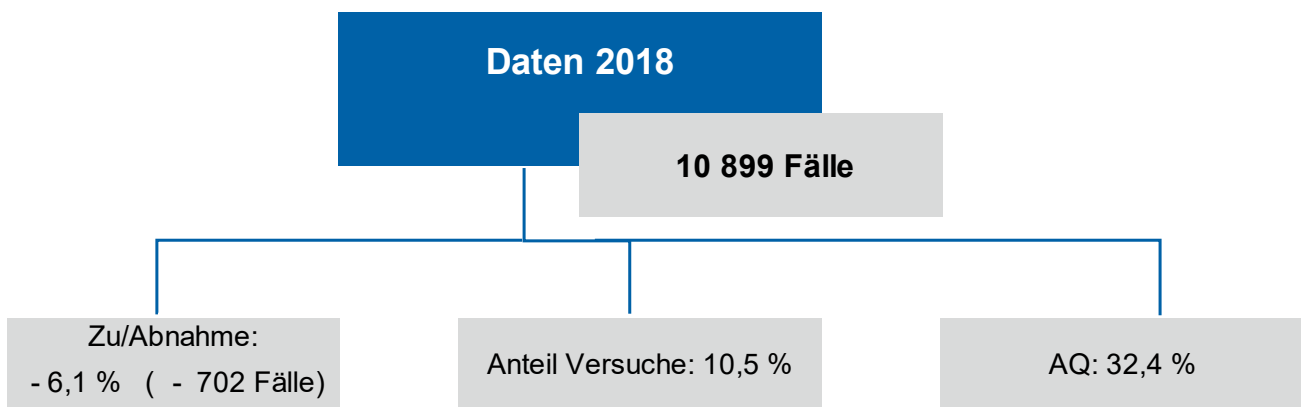 Daten 2018
10 899 Fälle
Zu/Abnahme:
- 6,1 % ( - 702 Fälle)
Anteil Versuche: 10,5 %
AQ: 32,4 %